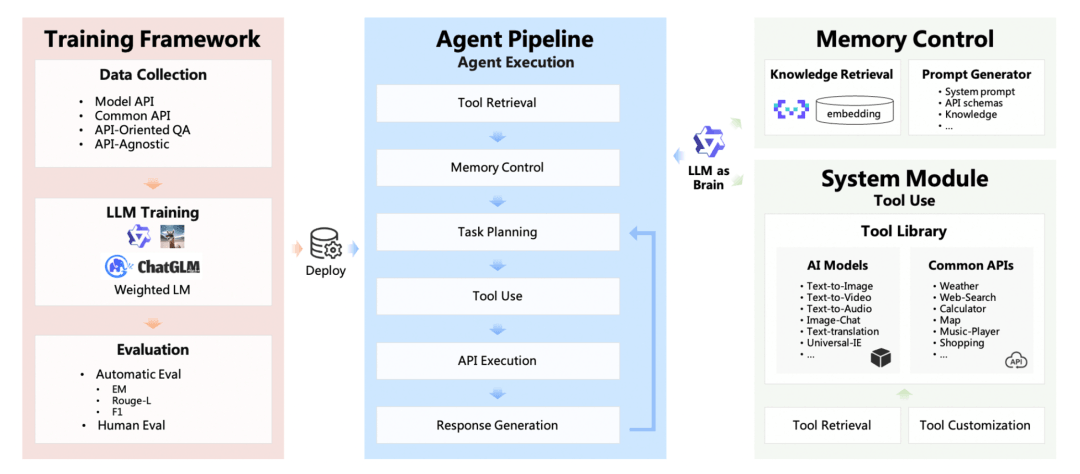 Training Framework
Data Collection
• Model API
• Common API
• API-Oriented QA
• API-Agnostic
LLM Training
ChatGLM
Weighted LM
Evaluation
• Automatic Eval
• EM
• Rouge-L
• F1
• Human Eval
Deploy
Agent Pipeline
Agent Execution
Tool Retrieval
Memory Control
Task Planning
Tool Use
API Execution
Response Generation
LLM as
Brain
Memory Control
Knowledge Retrieval
embedding
Prompt Generator
• System prompt
• API schemas
• Knowledge
• ...
System Module
Tool Use
Tool Library
AI Models
• Text-to-Image
• Text-to-Video
• Text-to-Audio
• Image-Chat
• Text-translation
• Universal-IE
• ...
Common APIs
• Weather
• Web-Search
• Calculator
• Map
• Music-Player
• Shopping
• ...
API
Tool Retrieval
Tool Customization